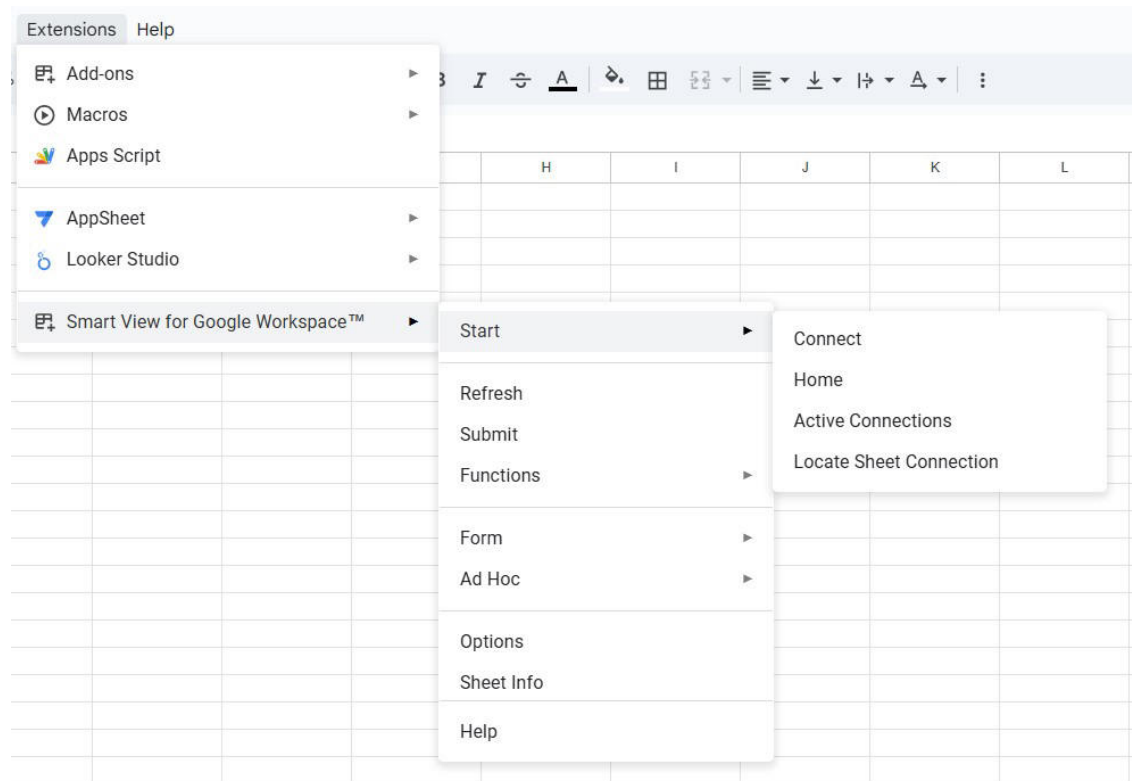 Extensions Help
Add-ons
Macros
Apps Script
AppSheet
Looker Studio
Smart View for Google Workspace™
Start
Refresh
Submit
Functions
Form
Ad Hoc
Options
Sheet Info
Help
Connect
Home
Active Connections
Locate Sheet Connection
I A A
H I J K L